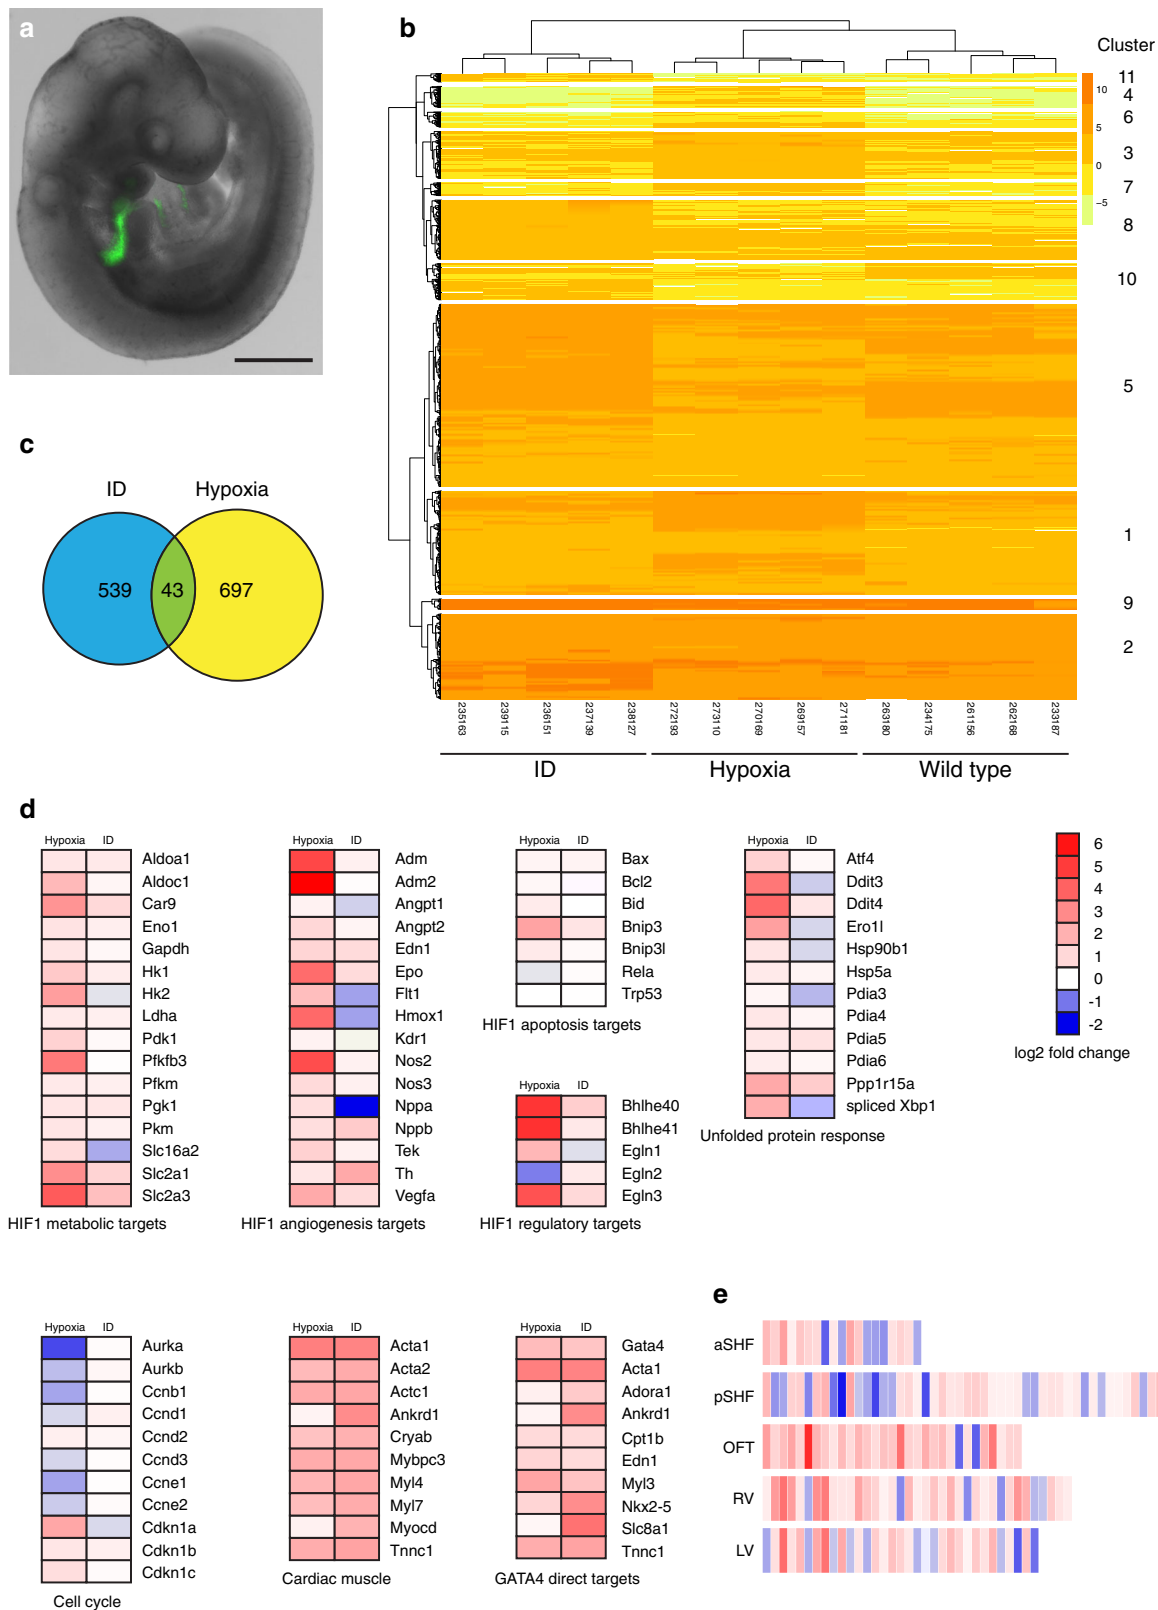 a
b
Cluster
11
4
6
3
7
8
10
5
1
9
2
10
5
0
−5
235163
239115
236151
237139
238127
272193
273110
270169
269157
271181
263180
234175
261156
262168
233187
ID
Hypoxia
Wild type
c
ID
Hypoxia
539
43
697
d
Hypoxia ID
Aldoa1
Aldoc1
Car9
Eno1
Gapdh
Hk1
Hk2
Ldha
Pdk1
Pfkfb3
Pfkm
Pgk1
Pkm
Slc16a2
Slc2a1
Slc2a3
HIF1 metabolic targets
Hypoxia ID
Adm
Adm2
Angpt1
Angpt2
Edn1
Epo
Flt1
Hmox1
Kdr1
Nos2
Nos3
Nppa
Nppb
Tek
Th
Vegfa
HIF1 angiogenesis targets
Hypoxia ID
Bax
Bcl2
Bid
Bnip3
Bnip3l
Rela
Trp53
HIF1 apoptosis targets
Hypoxia ID
Bhlhe40
Bhlhe41
Egln1
Egln2
Egln3
HIF1 regulatory targets
Hypoxia ID
Atf4
Ddit3
Ddit4
Ero1l
Hsp90b1
Hsp5a
Pdia3
Pdia4
Pdia5
Pdia6
Ppp1r15a
spliced Xbp1
Unfolded protein response
6
5
4
3
2
1
0
-1
-2
log2 fold change
Hypoxia ID
Aurka
Aurkb
Ccnb1
Ccnd1
Ccnd2
Ccnd3
Ccne1
Ccne2
Cdkn1a
Cdkn1b
Cdkn1c
Cell cycle
Hypoxia ID
Acta1
Acta2
Actc1
Ankrd1
Cryab
Mybpc3
Myl4
Myl7
Myocd
Tnnc1
Cardiac muscle
Hypoxia ID
Gata4
Acta1
Adora1
Ankrd1
Cpt1b
Edn1
Myl3
Nkx2-5
Slc8a1
Tnnc1
GATA4 direct targets
e
aSHF
pSHF
OFT
RV
LV